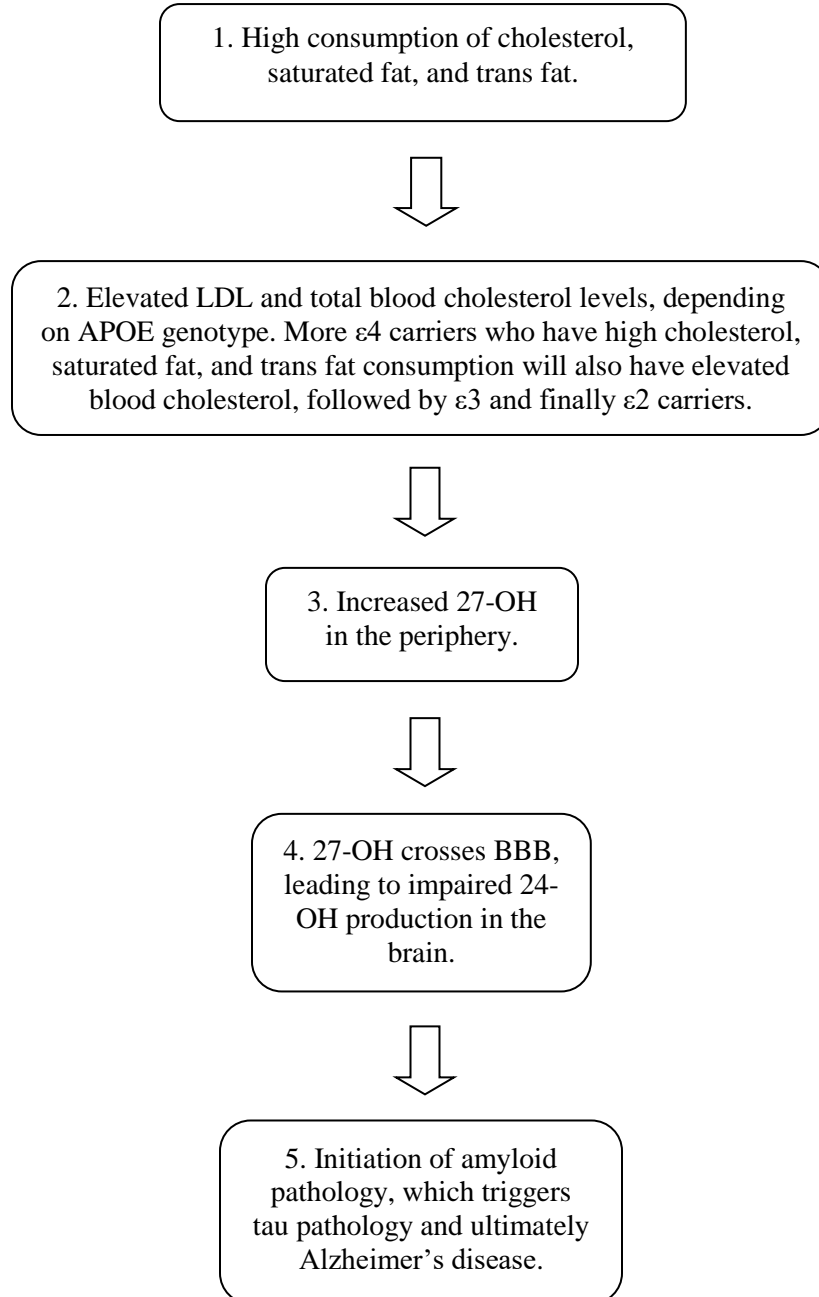 1. High consumption of cholesterol,
saturated fat, and trans fat.
2. Elevated LDL and total blood cholesterol levels, depending
on APOE genotype. More ε4 carriers who have high cholesterol,
saturated fat, and trans fat consumption will also have elevated
blood cholesterol, followed by ε3 and finally ε2 carriers.
3. Increased 27-OH
in the periphery.
4. 27-OH crosses BBB,
leading to impaired 24-
OH production in the
brain.
5. Initiation of amyloid
pathology, which triggers
tau pathology and ultimately
Alzheimer’s disease.